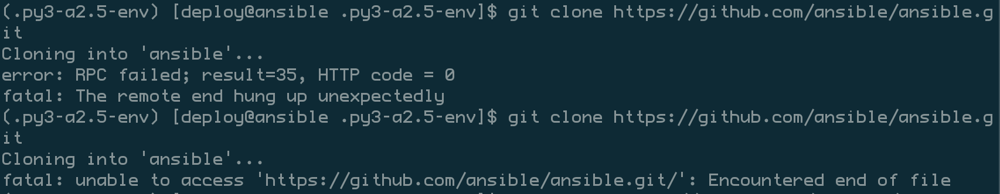 (.py3-a2.5-env) [deploy@ansible .py3-a2.5-env]$ git clone https://github.com/ansible/ansible.g
it
Cloning into 'ansible'...
error: RPC failed; result=35, HTTP code = 0
fatal: The remote end hung up unexpectedly
(.py3-a2.5-env) [deploy@ansible .py3-a2.5-env]$ git clone https://github.com/ansible/ansible.g
it
Cloning into 'ansible'...
fatal: unable to access 'https://github.com/ansible/ansible.git/': Encountered end of file